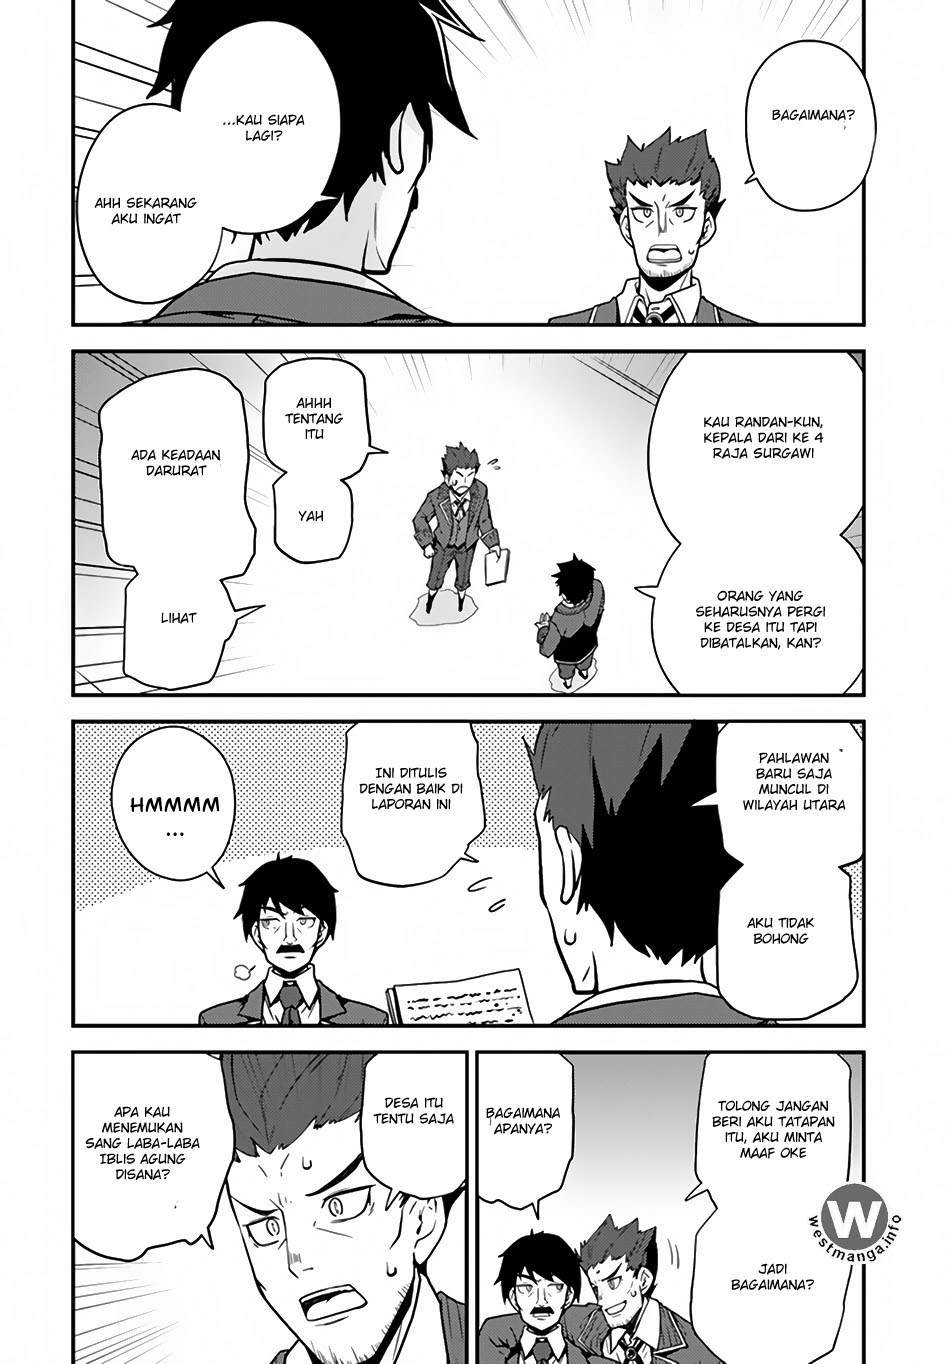 BAGAIMANA?
...KAU SIAPA
LAGI?
AHH SEKARANG
AKU INGAT
KAU RANDAN-KUN,
KEPALA DARI KE 4
RAJA SURGAWI
ORANG YANG
SEHARUSNYA PERGI
KE DESA ITU TAPI
DIBATALKAN, KAN?
AHHH
TENTANG
ITU
YAH
ADA KEADAAN
DARURAT
LIHAT
PAHLAWAN
BARU SAJA
MUNCUL DI
WILAYAH UTARA
AKU TIDAK
BOHONG
INI DITULIS
DENGAN BAIK DI
LAPORAN INI
HMMMM
...
TOLONG JANGAN
BERI AKU TATAPAN
ITU, AKU MINTA
MAAF OKE
JADI
BAGAIMANA?
BAGAIMANA
APANYA?
DESA ITU
TENTU SAJA
APA KAU
MENEMUKAN
SANG LABA-LABA
IBLIS AGUNG
DISANA?
W
westmanga.info